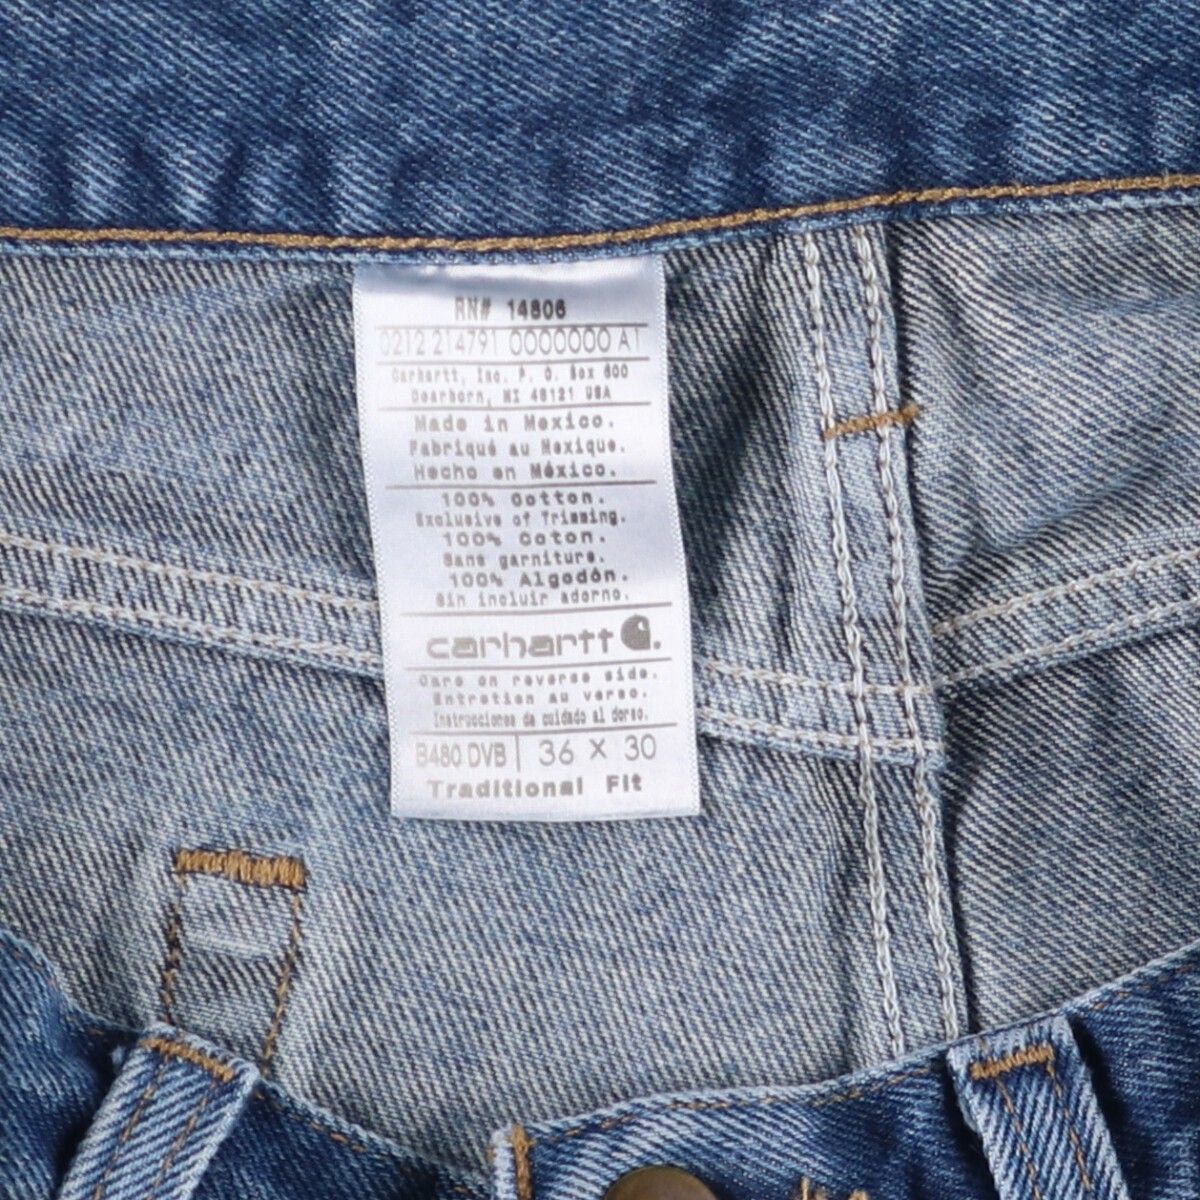 RN# 14806
0212 214791 0000000 A1
Carhartt, Inc. P. O. Box 600
Dearborn, MI 48121 USA
Made in Mexico.
Fabriqué au Mexique.
Hecho en México.
100% Cotton.
Exclusive of Trimming.
100% Coton.
Sans garniture.
100% Algodón.
Sin incluir adorno.
carhartt
Care on reverse side.
Entretien au verso.
Instrucciones de cuidado al dorso.
B480 DVB 36 X 30
Traditional Fit